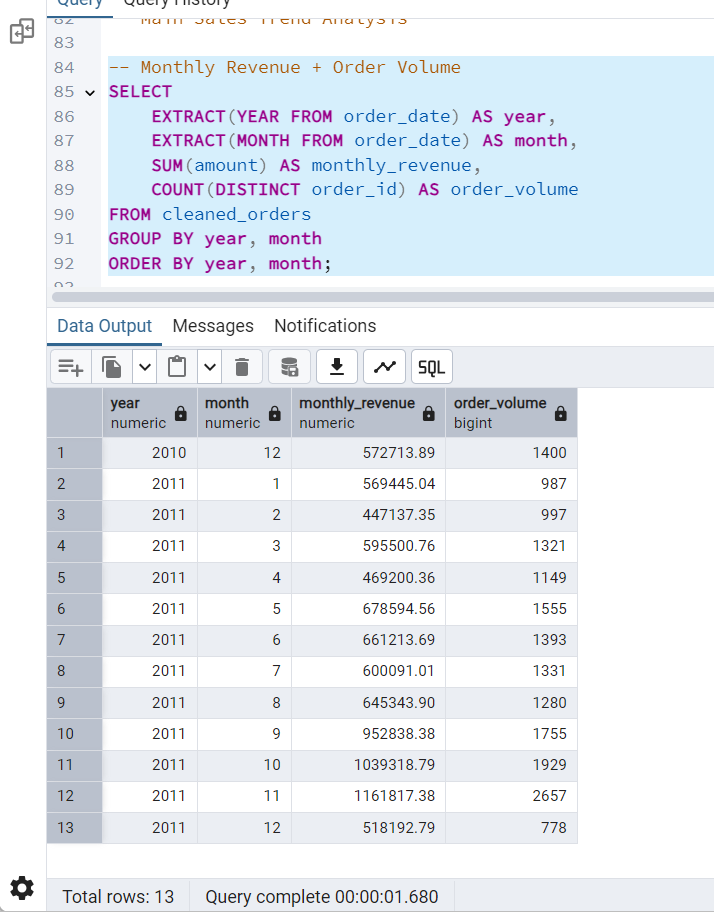 Query Query History
82 Main Sales Trend Analysis
83
84 -- Monthly Revenue + Order Volume
85 SELECT
86 EXTRACT(YEAR FROM order_date) AS year,
87 EXTRACT(MONTH FROM order_date) AS month,
88 SUM(amount) AS monthly_revenue,
89 COUNT(DISTINCT order_id) AS order_volume
90 FROM cleaned_orders
91 GROUP BY year, month
92 ORDER BY year, month;
93
Data Output Messages Notifications
SQL
year month monthly_revenue order_volume
numeric numeric numeric bigint
1 2010 12 572713.89 1400
2 2011 1 569445.04 987
3 2011 2 447137.35 997
4 2011 3 595500.76 1321
5 2011 4 469200.36 1149
6 2011 5 678594.56 1555
7 2011 6 661213.69 1393
8 2011 7 600091.01 1331
9 2011 8 645343.90 1280
10 2011 9 952838.38 1755
11 2011 10 1039318.79 1929
12 2011 11 1161817.38 2657
13 2011 12 518192.79 778
Total rows: 13 Query complete 00:00:01.680